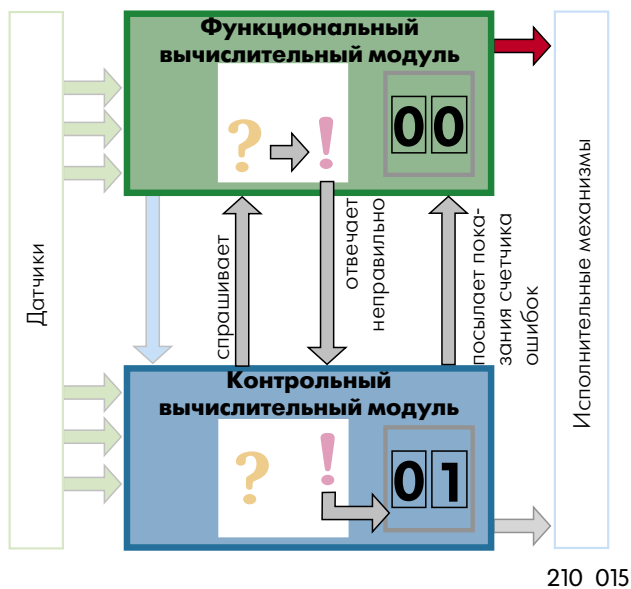 Функциональный
вычислительный модуль
? ! 00
Датчики
спрашивает
отвечает
неправильно
посылает пока-
зания счетчика
ошибок
Исполнительные механизмы
Контрольный
вычислительный модуль
? ! 01
210 015